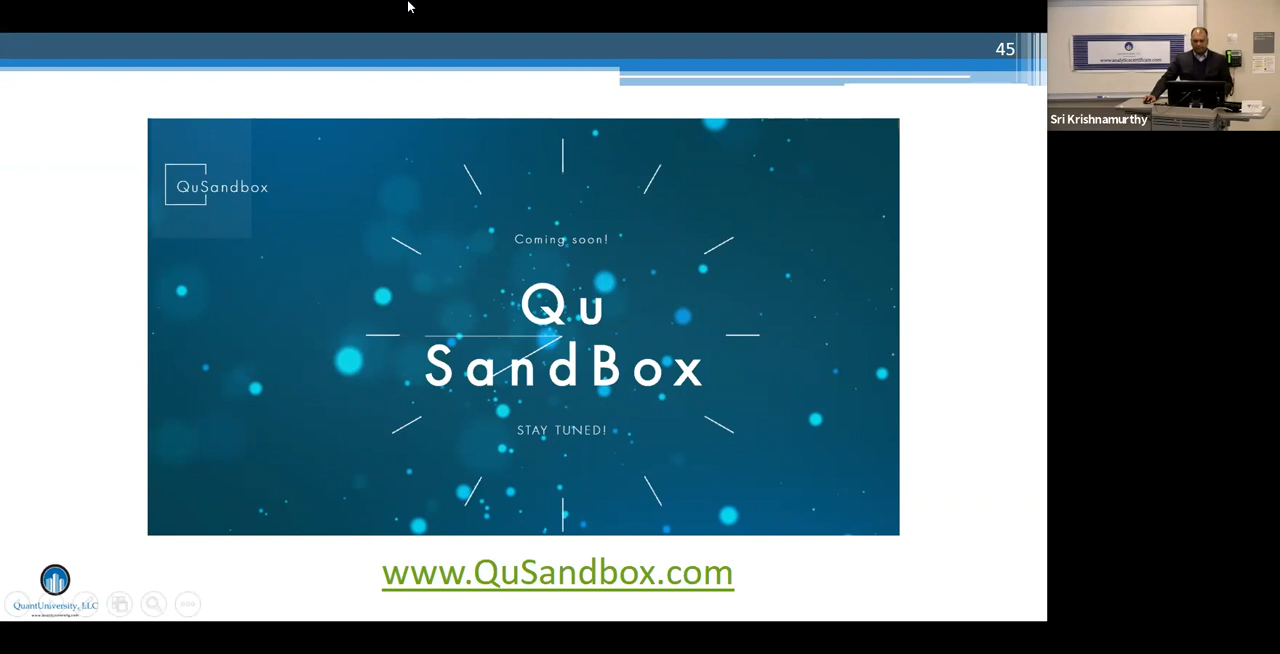 45
Sri Krishnamurthy
QuSandbox
Coming soon!
Qu
SandBox
STAY TUNED!
www.QuSandbox.com
QuantUniversity, LLC